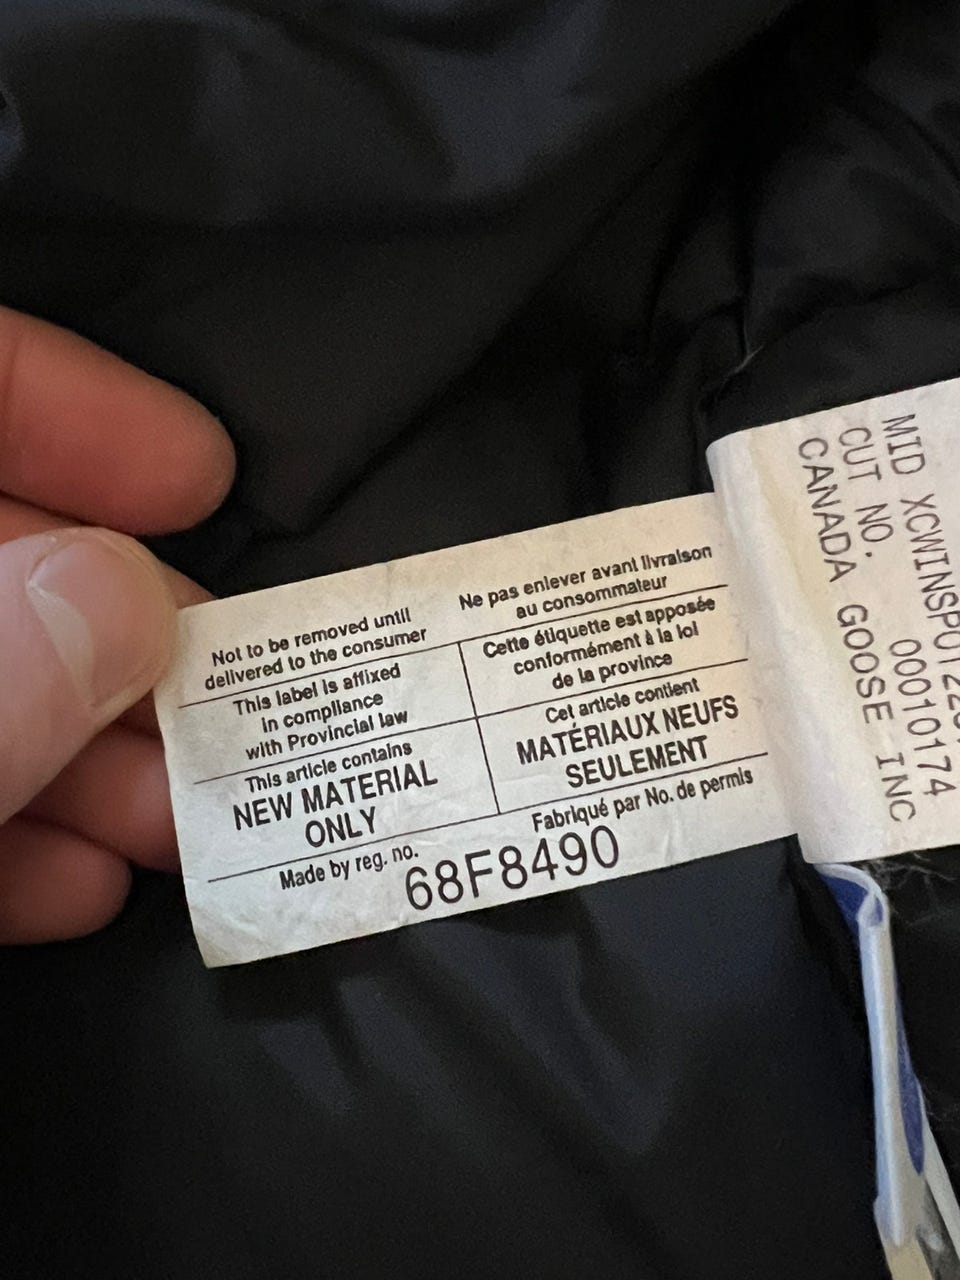 Not to be removed until
delivered to the consumer
Ne pas enlever avant livraison
au consommateur
This label is affixed
in compliance
with Provincial law
Cette étiquette est apposée
conformément à la loi
de la province
This article contains
NEW MATERIAL
ONLY
Cet article contient
MATÉRIAUX NEUFS
SEULEMENT
Made by reg. no.
Fabriqué par No. de permis
68F8490
MID
CUT NO. 00010174
CANADA GOOSE INC